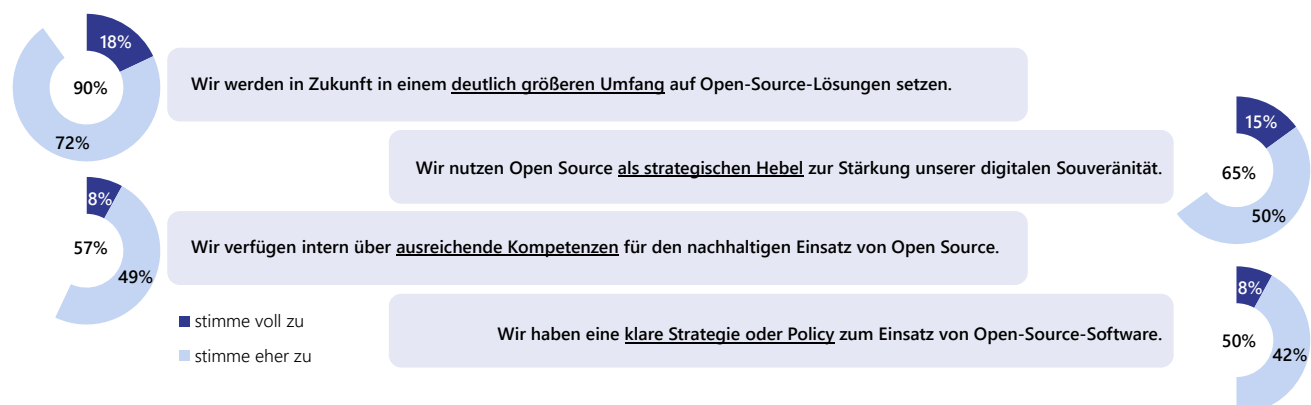 18%
90%
72%
Wir werden in Zukunft in einem deutlich größeren Umfang auf Open-Source-Lösungen setzen.
Wir nutzen Open Source als strategischen Hebel zur Stärkung unserer digitalen Souveränität.
15%
65%
50%
8%
57%
49%
Wir verfügen intern über ausreichende Kompetenzen für den nachhaltigen Einsatz von Open Source.
stimme voll zu
stimme eher zu
Wir haben eine klare Strategie oder Policy zum Einsatz von Open-Source-Software.
8%
50%
42%